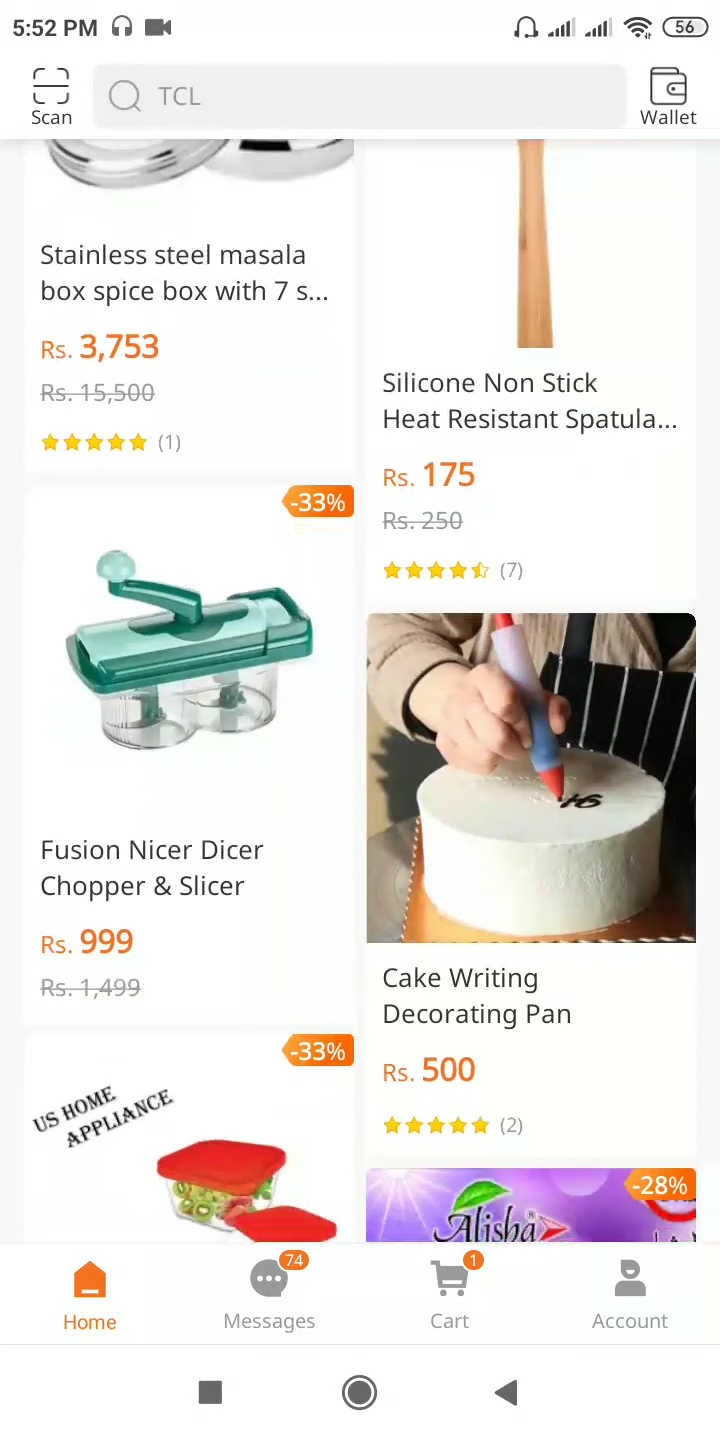 5:52 PM
56
TCL
Scan
Wallet
Stainless steel masala
box spice box with 7 s...
Rs. 3,753
Rs. 15,500
(1)
Silicone Non Stick
Heat Resistant Spatula...
Rs. 175
Rs. 250
(7)
-33%
Fusion Nicer Dicer
Chopper & Slicer
Rs. 999
Rs. 1,499
Cake Writing
Decorating Pan
Rs. 500
(2)
-33%
US HOME
APPLIANCE
-28%
Alisha®
74
1
Home
Messages
Cart
Account